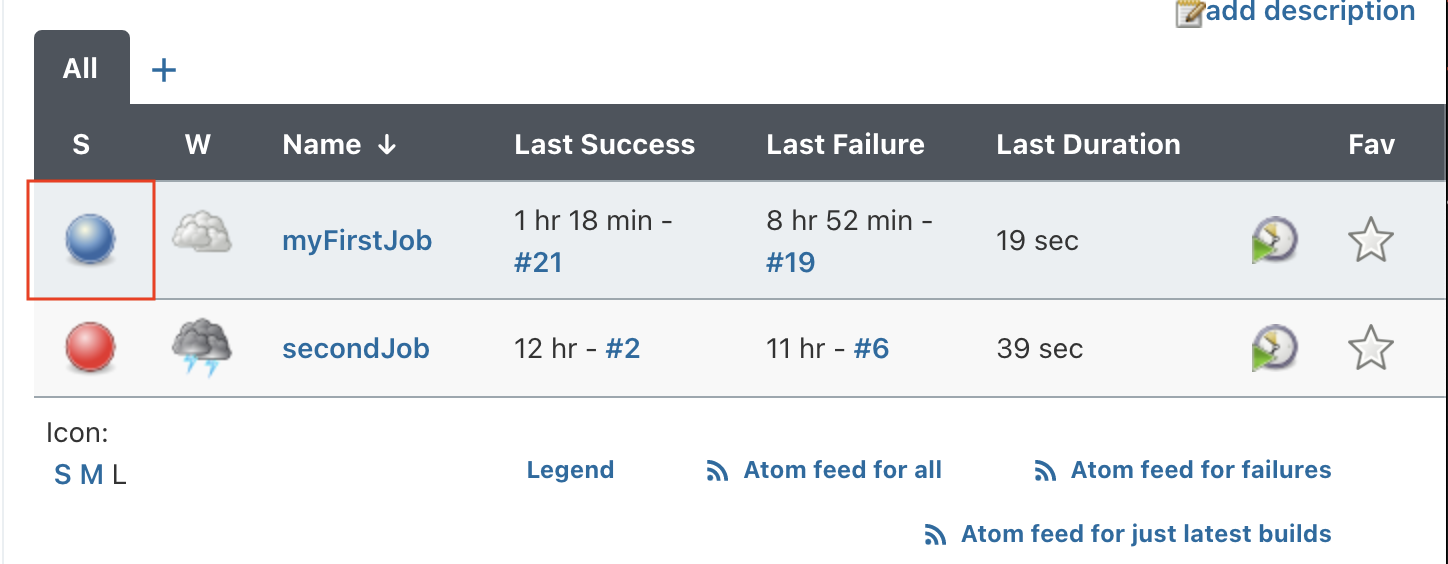 add description
All +
S W Name ↓ Last Success Last Failure Last Duration Fav
myFirstJob 1 hr 18 min - #21 8 hr 52 min - #19 19 sec
secondJob 12 hr - #2 11 hr - #6 39 sec
Icon:
S M L
Legend Atom feed for all Atom feed for failures
Atom feed for just latest builds